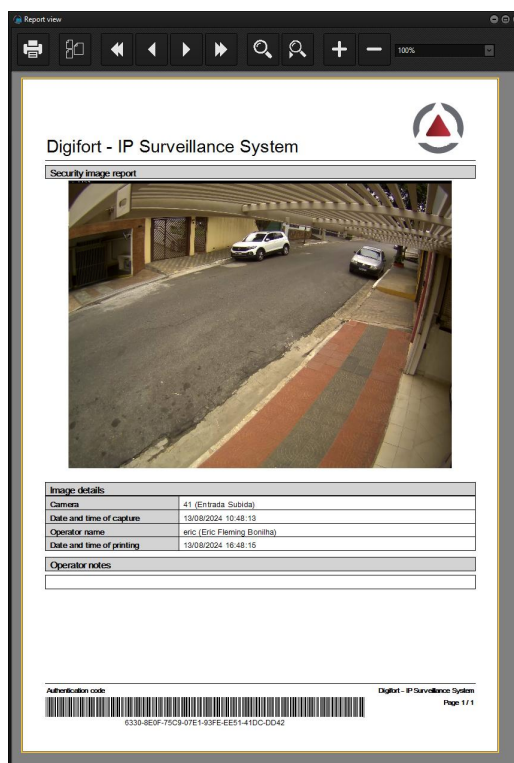 Report view
100%
Digifort - IP Surveillance System
Security image report
Image details
Camera 41 (Entrada Subida)
Date and time of capture 13/08/2024 10:48:13
Operator name eric (Eric Fleming Bonilha)
Date and time of printing 13/08/2024 16:48:15
Operator notes
Authentication code Digifort - IP Surveillance System
Page 1 / 1
6330-8E0F-75C9-07E1-93FE-EE51-41DC-DD42